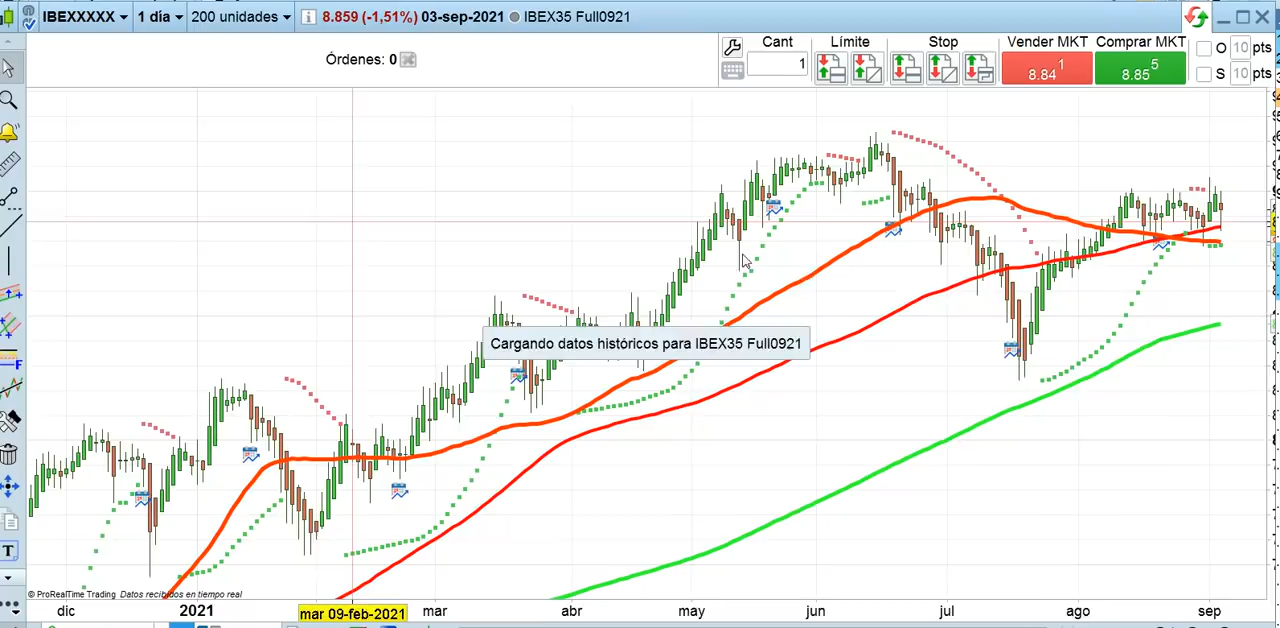 IBEXXXXX 1 día 200 unidades i 8.859 (-1,51%) 03-sep-2021 IBEX35 Full0921
Órdenes: 0
Cant Límite Stop Vender MKT Comprar MKT
1
8.84 1
8.85 5
O 10 pts
S 10 pts
Cargando datos históricos para IBEX35 Full0921
F
T
© ProRealTime Trading Datos recibidos en tiempo real
dic 2021 mar 09-feb-2021 mar abr may jun jul ago sep